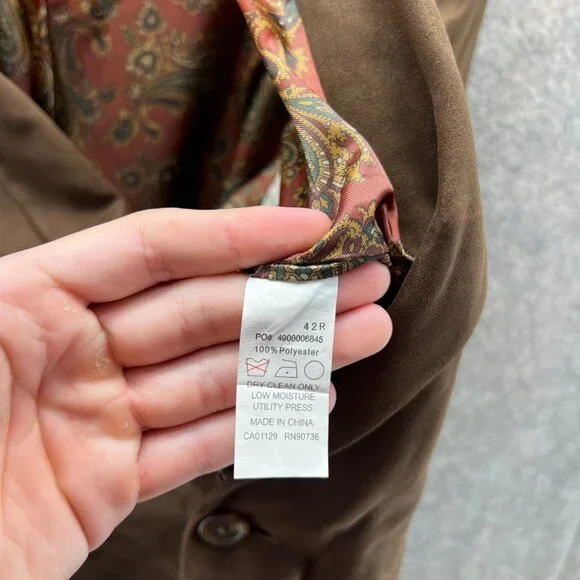 42R
PO# 4900006845
100% Polyester
DRY CLEAN ONLY
LOW MOISTURE
UTILITY PRESS
MADE IN CHINA
CA01129 RN90736